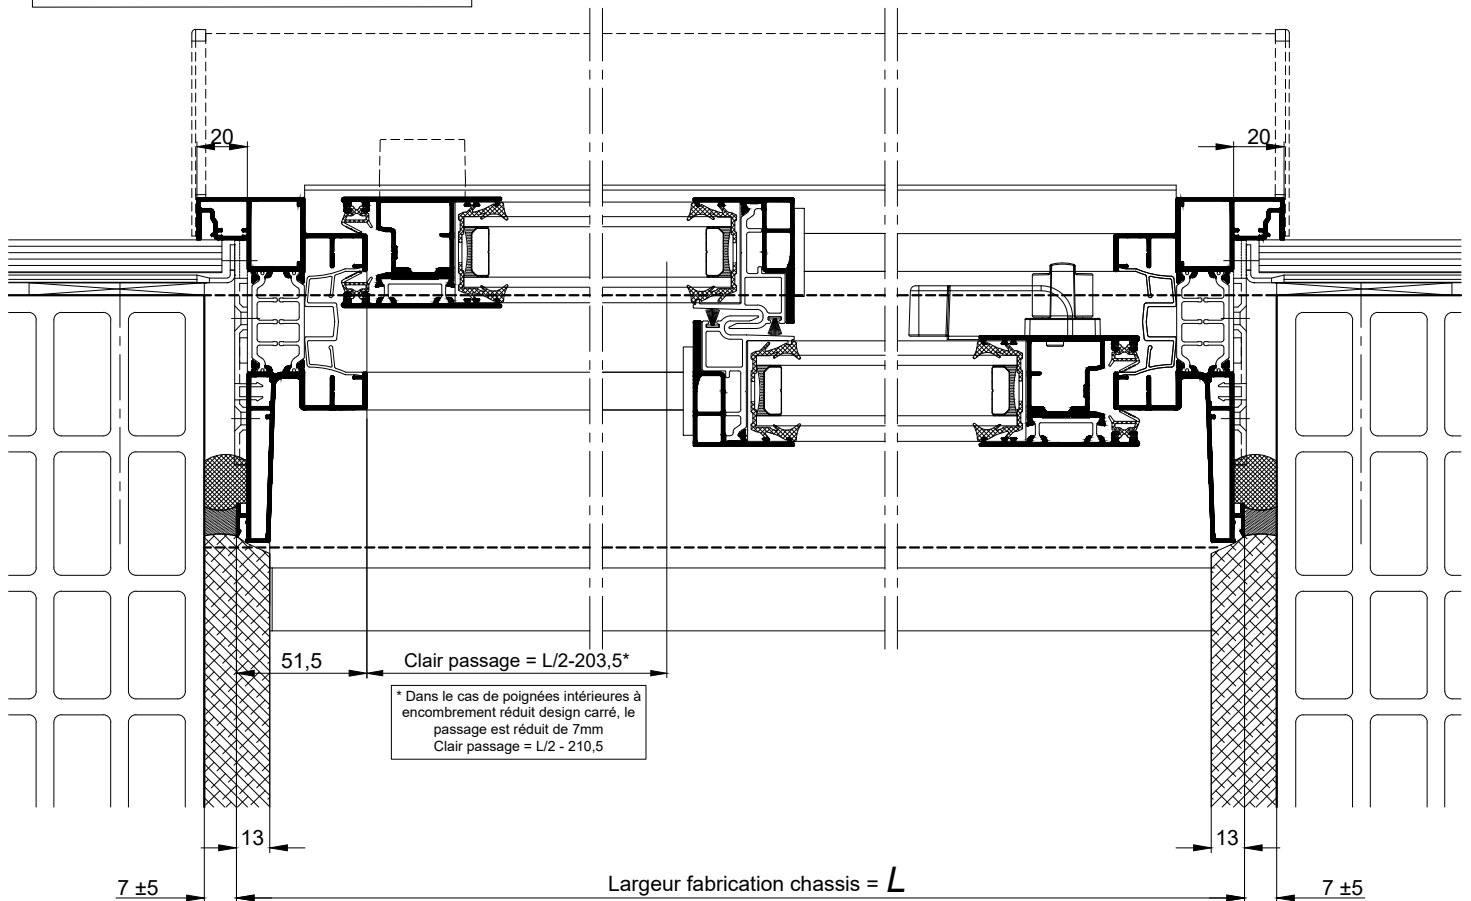 20
20
51,5
Clair passage = L/2-203,5*
* Dans le cas de poignées intérieures à
encombrement réduit design carré, le
passage est réduit de 7mm
Clair passage = L/2 - 210,5
13
13
7 ±5
Largeur fabrication chassis = L
7 ±5